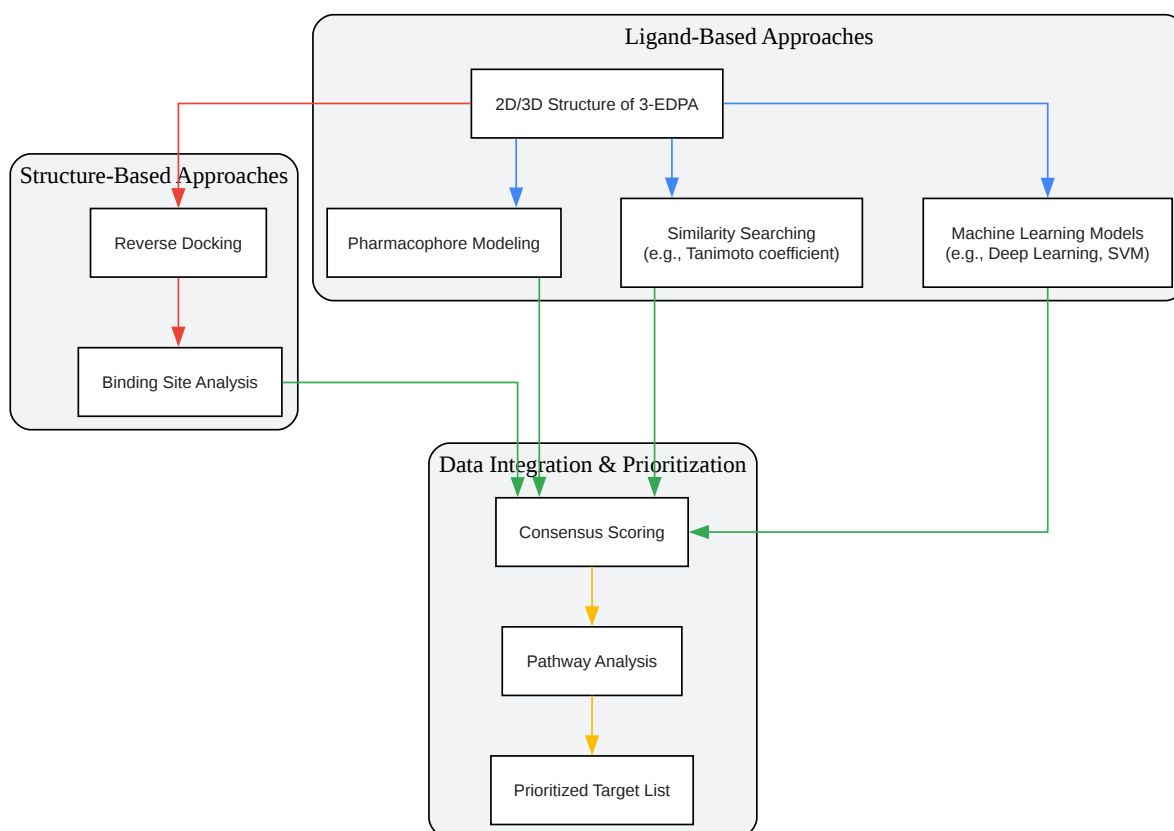 Ligand-Based Approaches
2D/3D Structure of 3-EDPA
Structure-Based Approaches
Reverse Docking
Pharmacophore Modeling
Similarity Searching
(e.g., Tanimoto coefficient)
Machine Learning Models
(e.g., Deep Learning, SVM)
Binding Site Analysis
Data Integration & Prioritization
Consensus Scoring
Pathway Analysis
Prioritized Target List